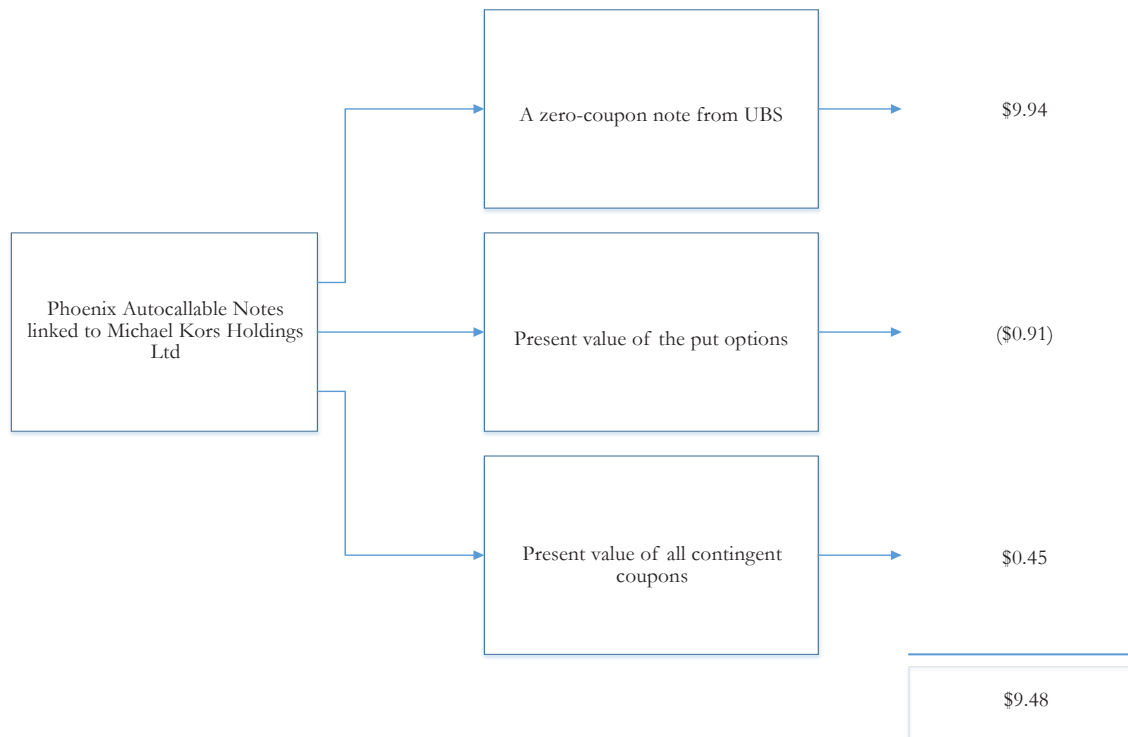 A zero-coupon note from UBS
$9.94
Phoenix Autocallable Notes
linked to Michael Kors Holdings
Ltd
Present value of the put options
($0.91)
Present value of all contingent
coupons
$0.45
$9.48